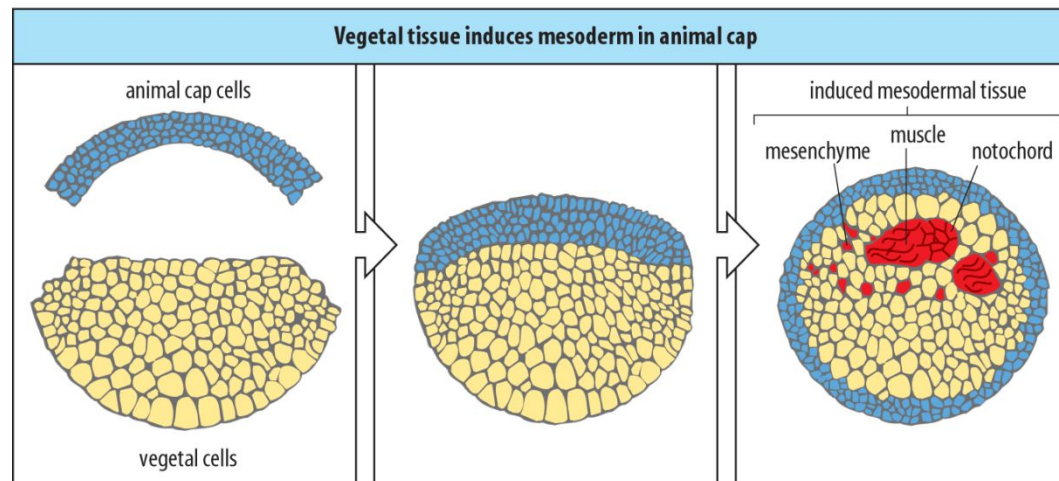 Vegetal tissue induces mesoderm in animal cap
animal cap cells
vegetal cells
induced mesodermal tissue
muscle
mesenchyme
notochord